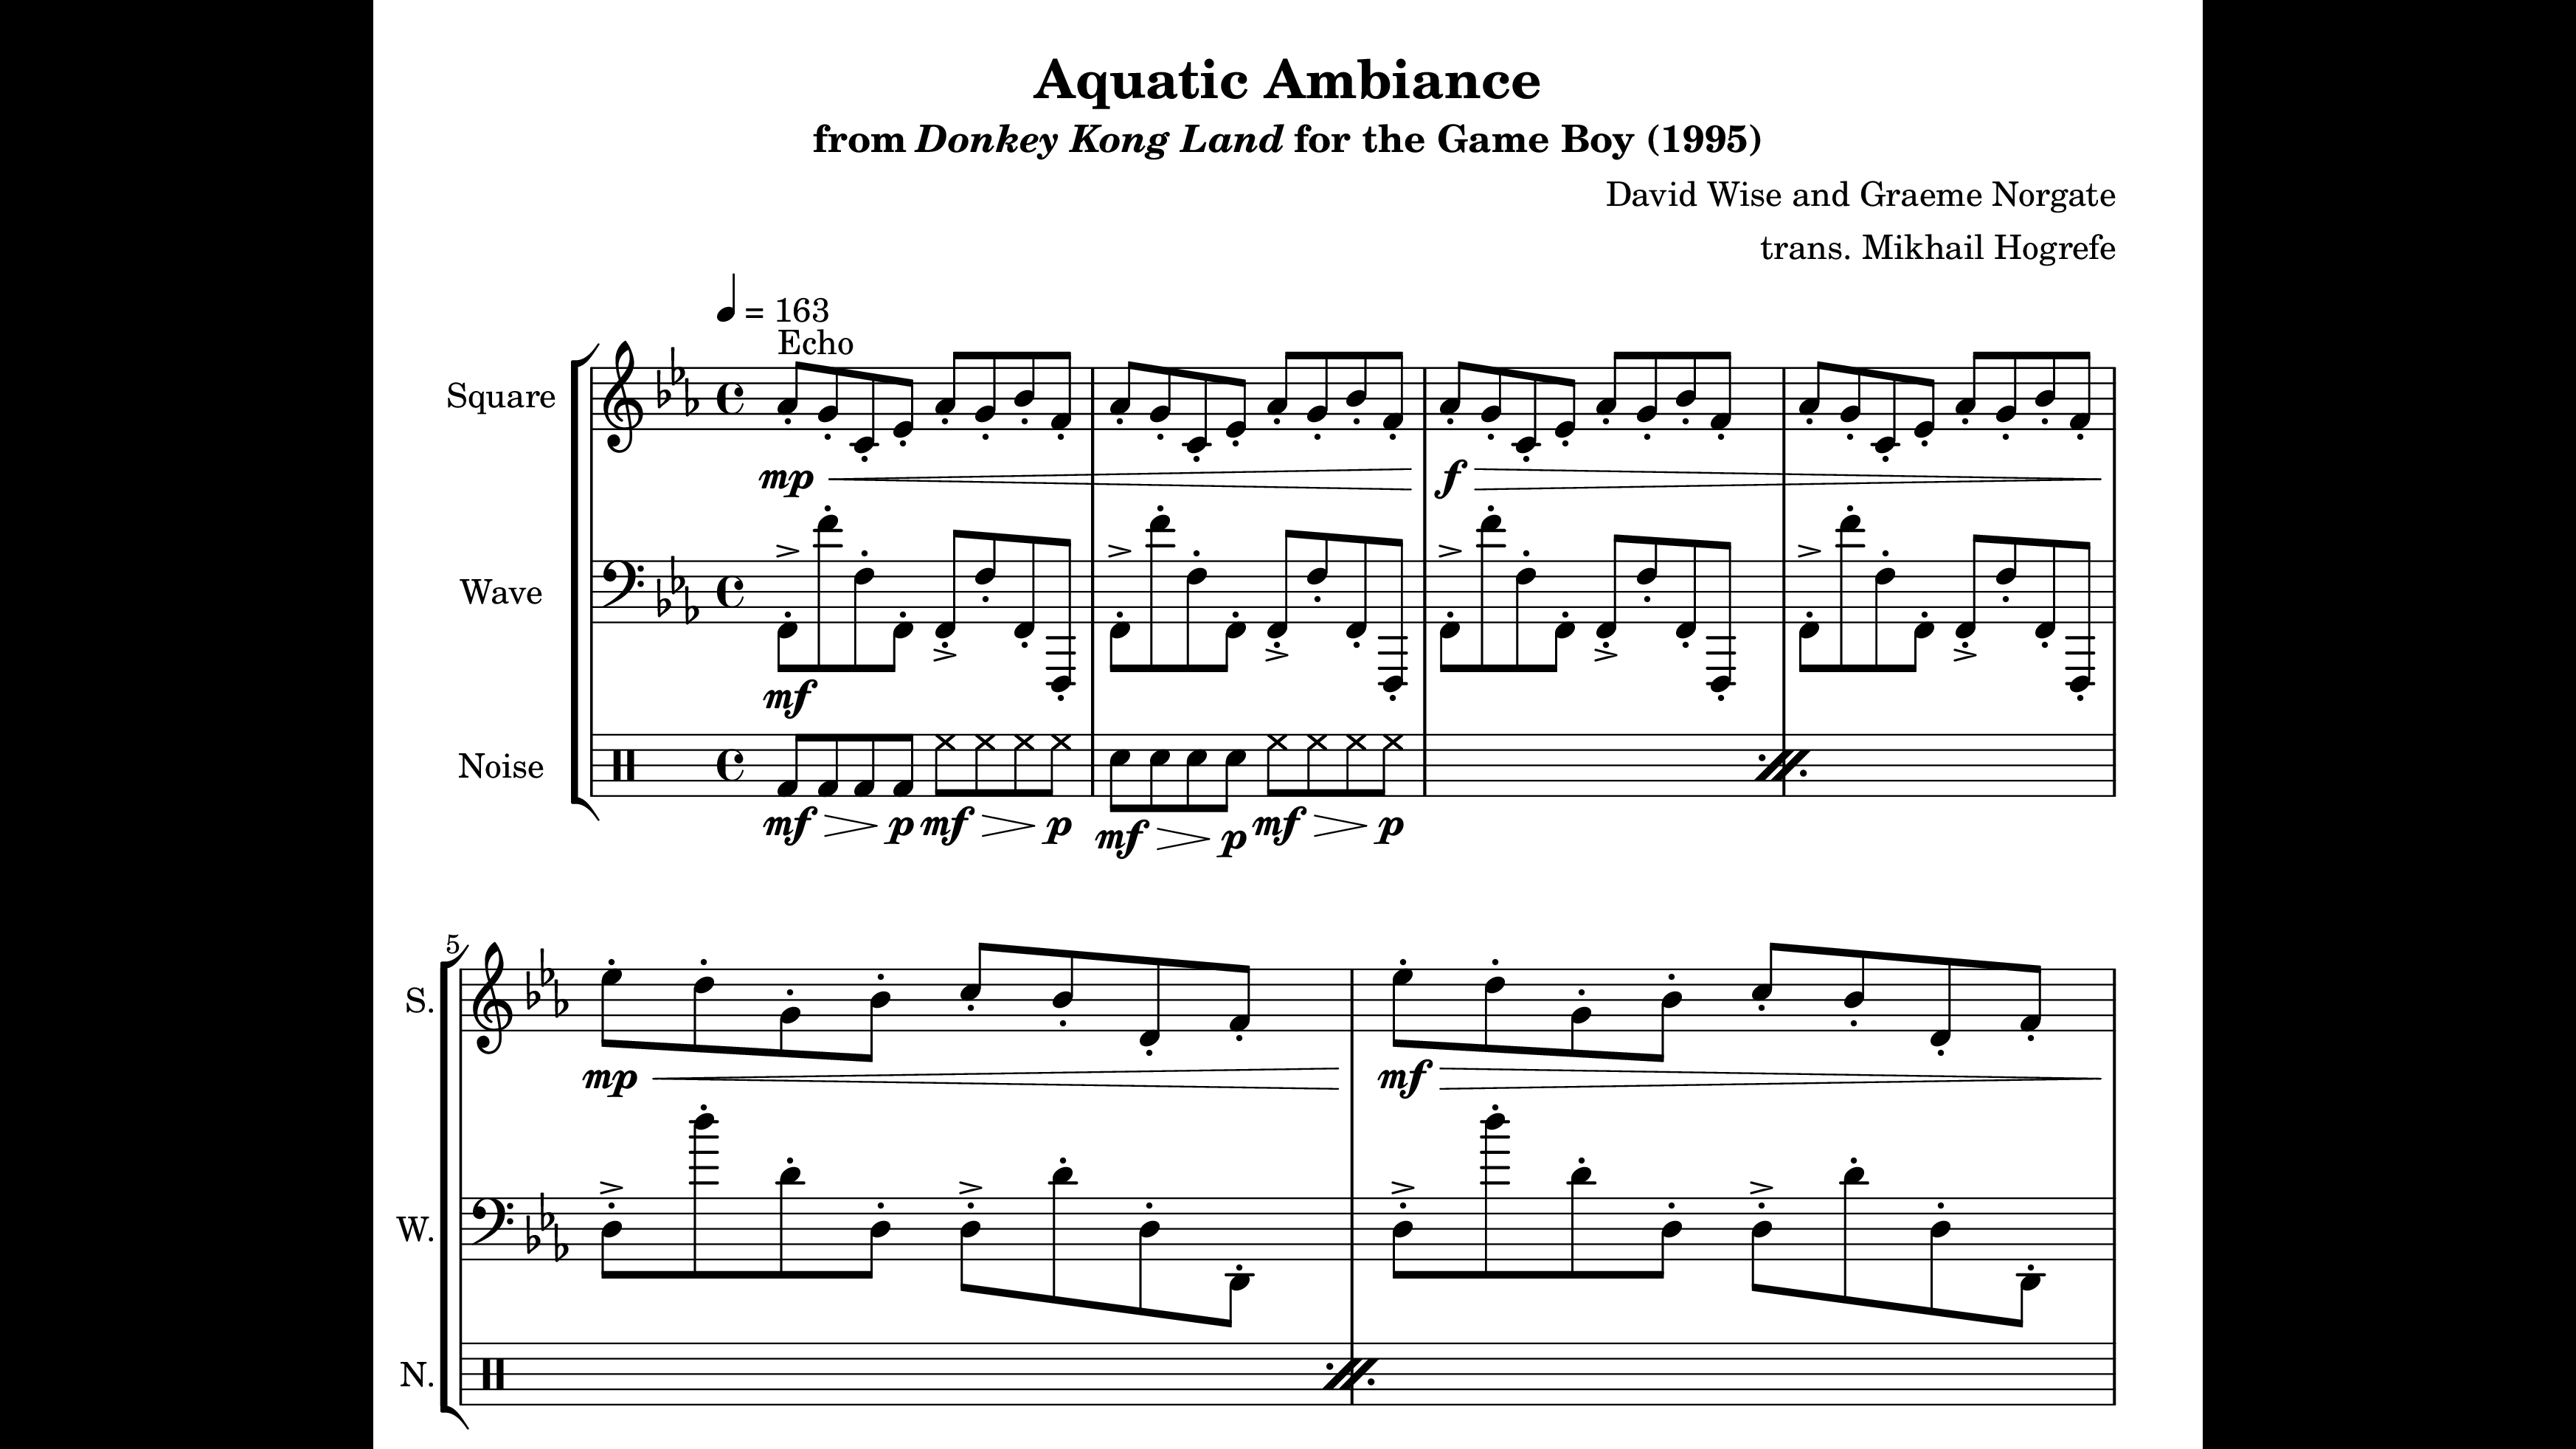 Aquatic Ambiance
from Donkey Kong Land for the Game Boy (1995)
David Wise and Graeme Norgate
trans. Mikhail Hogrefe
= 163
Echo
Square
mp f
Wave
mf
Noise
mf p mf p mf p mf p
5
S.
mp mf
W.
N.